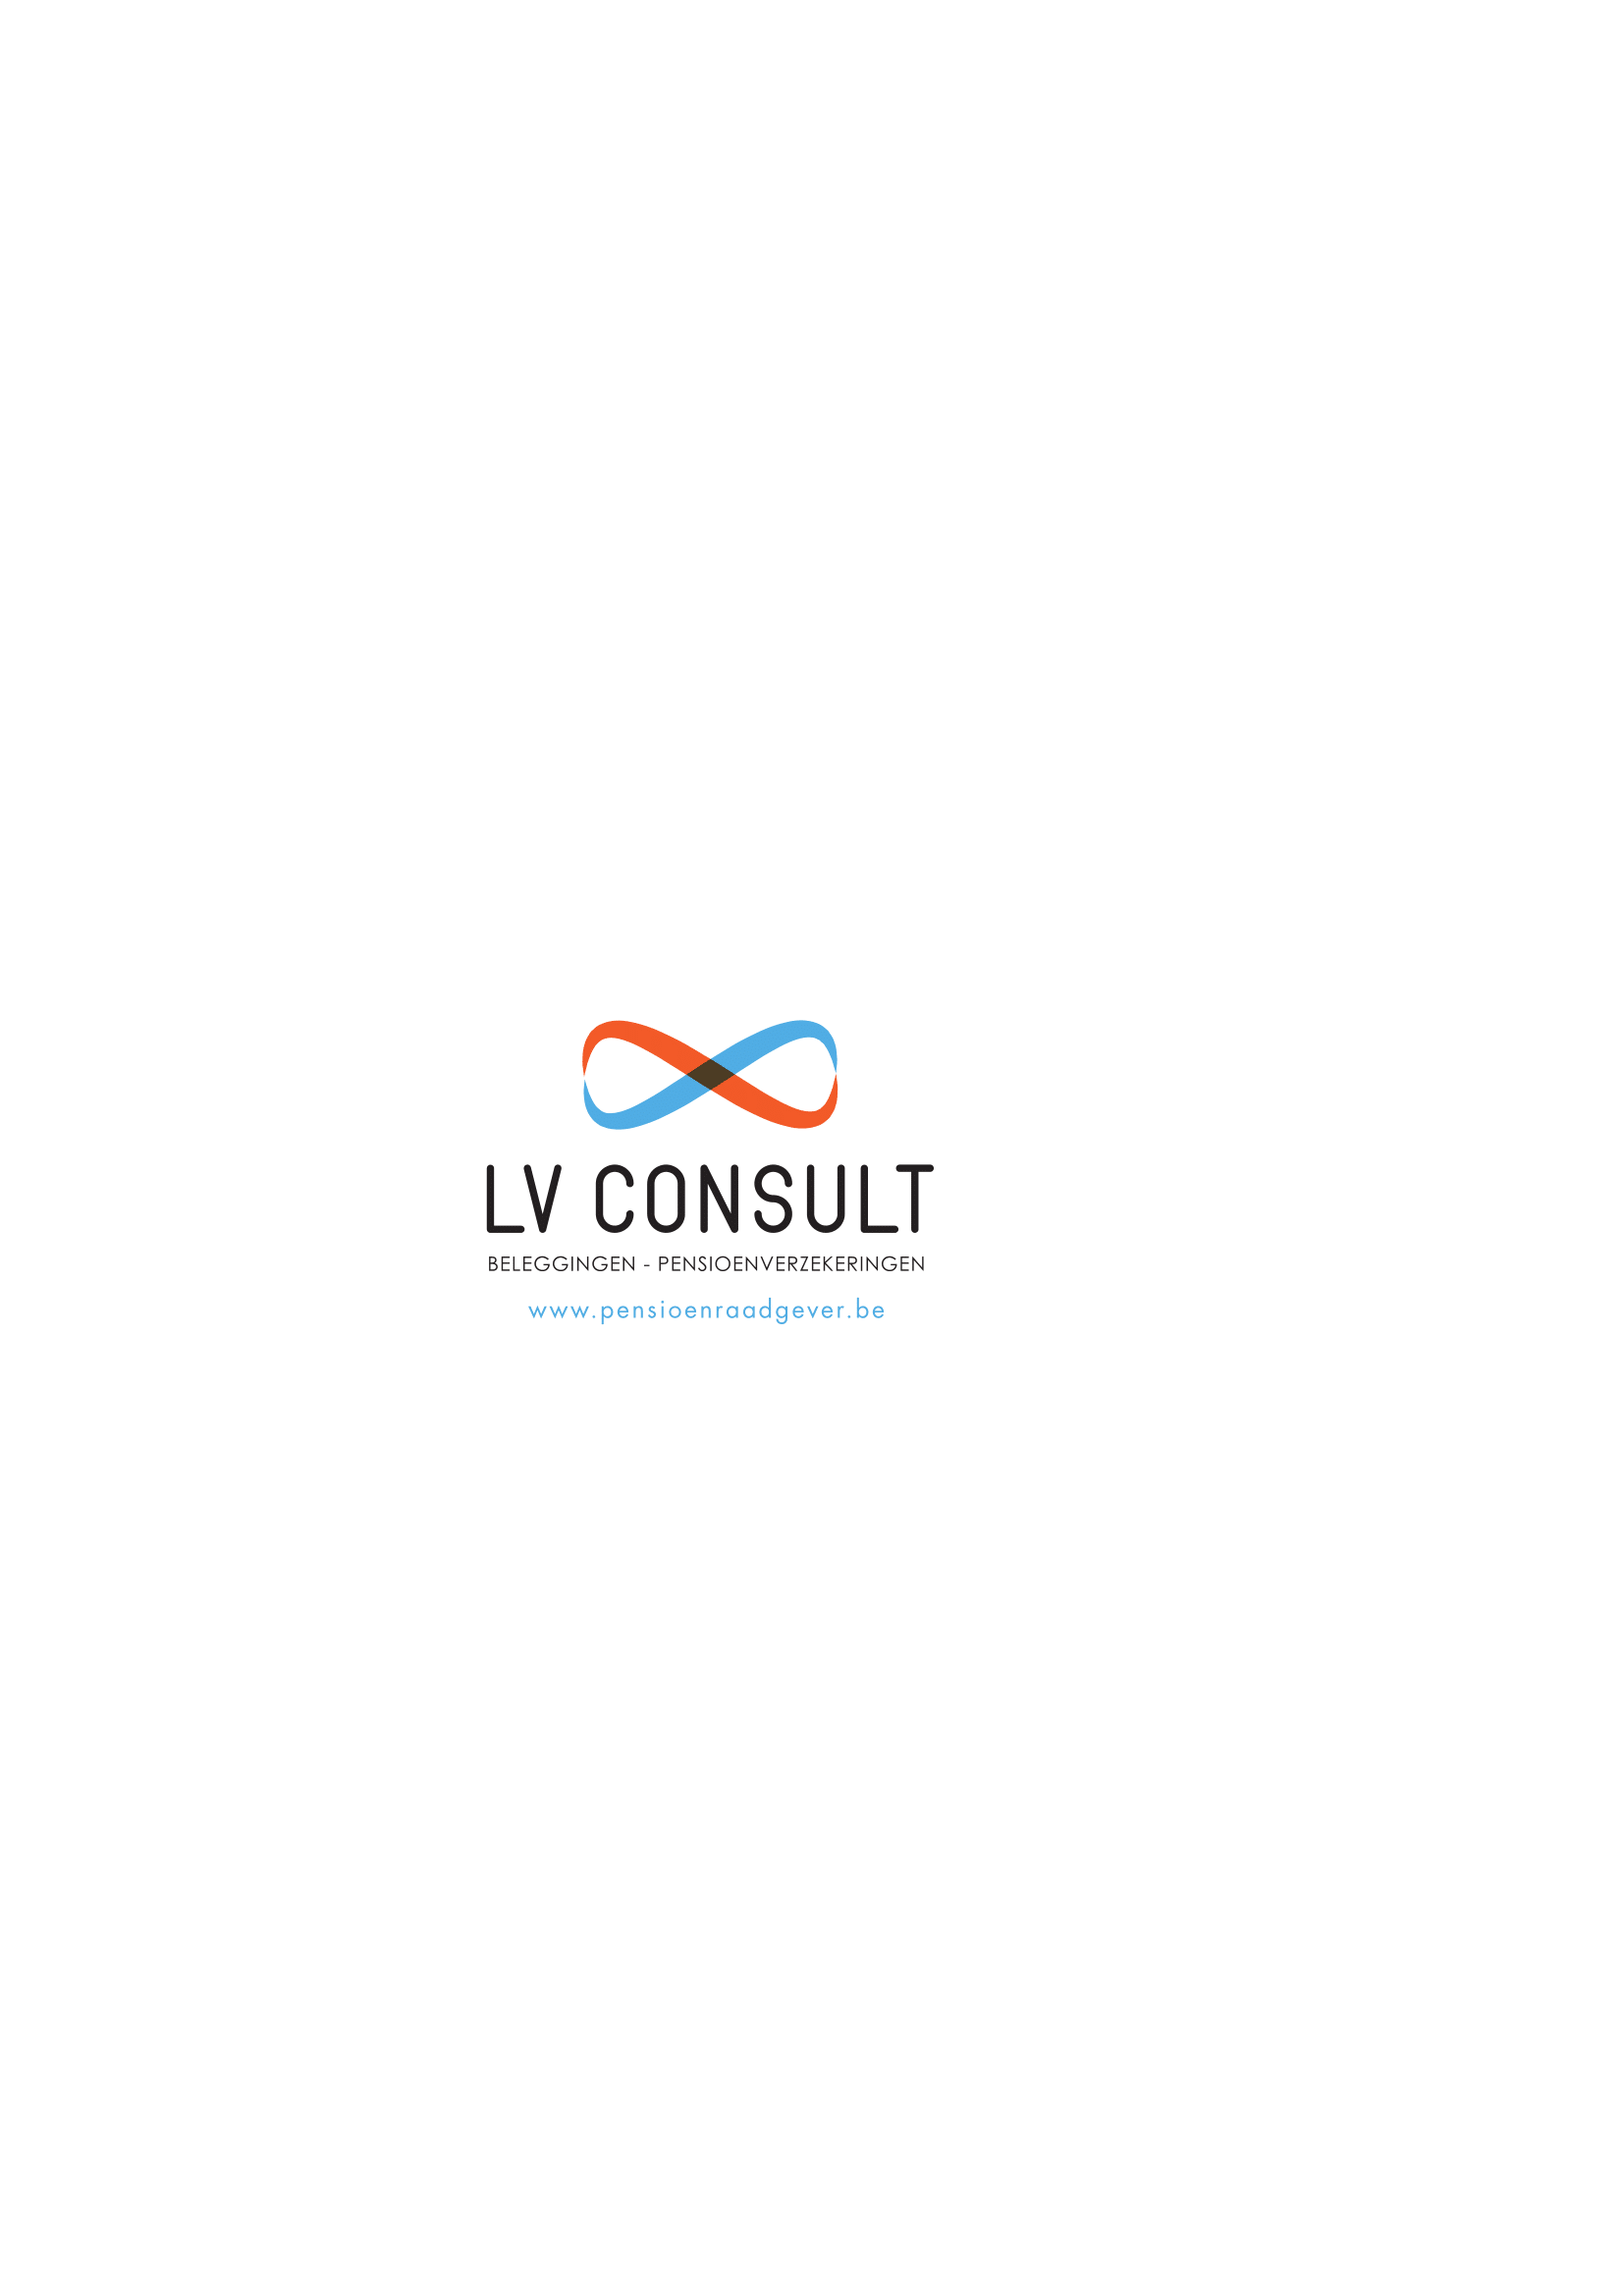 LV CONSULT
BELEGGINGEN - PENSIOENVERZEKERINGEN
www.pensioenraadgever.be